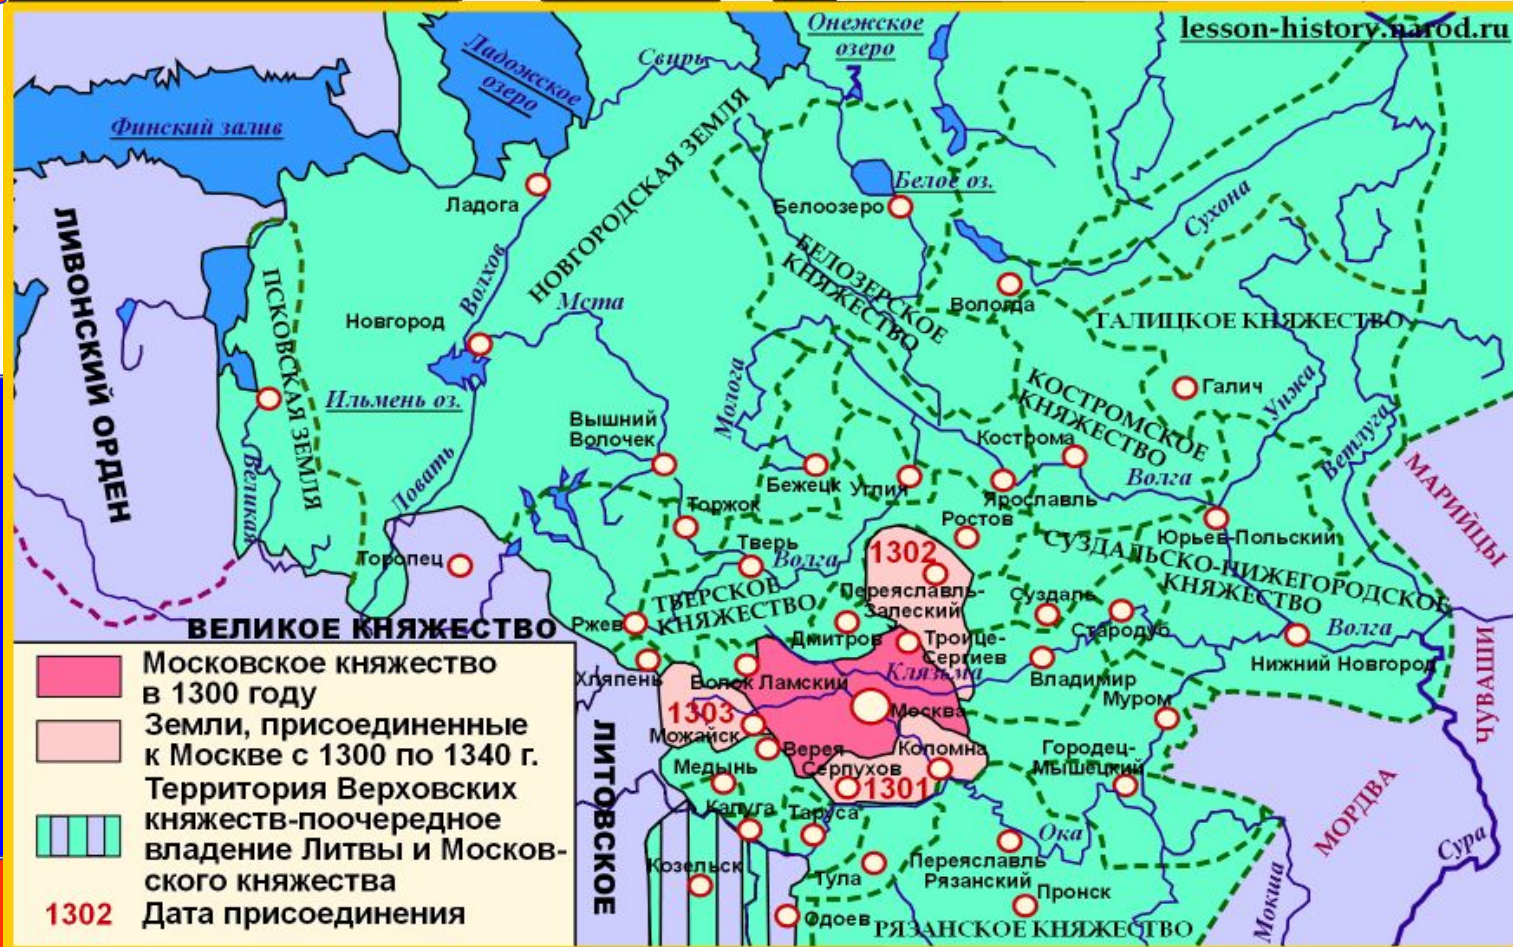 Онежское
озеро
lesson-history.narod.ru
Ладожское
озеро
Свирь
Финский залив
НОВГОРОДСКАЯ ЗЕМЛЯ
Ладога
Белое оз.
Белоозеро
Сухона
ЛИВОНСКИЙ ОРДЕН
ПСКОВСКАЯ ЗЕМЛЯ
Волхов
Мста
БЕЛОЗЕРСКОЕ
КНЯЖЕСТВО
Вологда
ГАЛИЦКОЕ КНЯЖЕСТВО
Новгород
Ильмень оз.
Молога
КОСТРОМСКОЕ
КНЯЖЕСТВО
Галич
Унжа
Ветлуга
Вышний
Волочек
Кострома
Волга
Великая
Ловать
Бежецк
Углич
Ярославль
МАРИЙЦЫ
Торжок
Ростов
Юрьев-Польский
Торопец
Тверь
Волга
1302
СУЗДАЛЬСКО-НИЖЕГОРОДСКОЕ
КНЯЖЕСТВО
ТВЕРСКОЕ
КНЯЖЕСТВО
Переяславль-
Залеский
Суздаль
Стародуб
Ржев
Дмитров
Троице-
Сергиев
Волга
Нижний Новгород
ЧУВАШИ
ВЕЛИКОЕ КНЯЖЕСТВО
ЛИТОВСКОЕ
Хляпень
Волок Ламский
Клязьма
Владимир
Муром
1303
Можайск
Москва
Верея
Коломна
Городец-
Мышецкий
Медынь
Серпухов
1301
МОРДВА
Калуга
Таруса
Ока
Сура
Козельск
Тула
Переяславль
Рязанский
Пронск
Мокша
Одоев
РЯЗАНСКОЕ КНЯЖЕСТВО
Московское княжество
в 1300 году
Земли, присоединенные
к Москве с 1300 по 1340 г.
Территория Верховских
княжеств-поочередное
владение Литвы и Москов-
ского княжества
1302 Дата присоединения